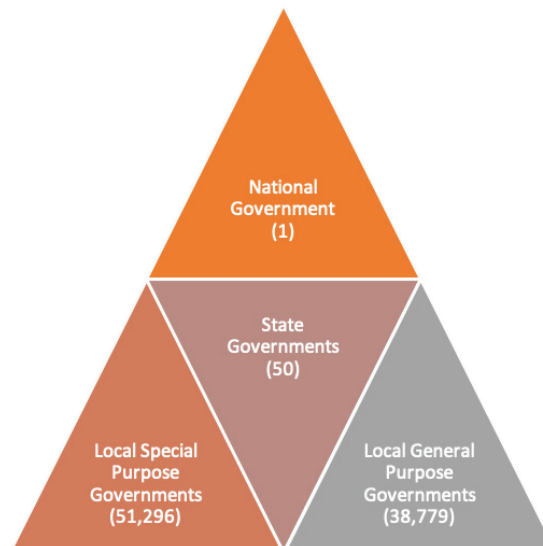 National
Government
(1)
State
Governments
(50)
Local Special
Purpose
Governments
(51,296)
Local General
Purpose
Governments
(38,779)